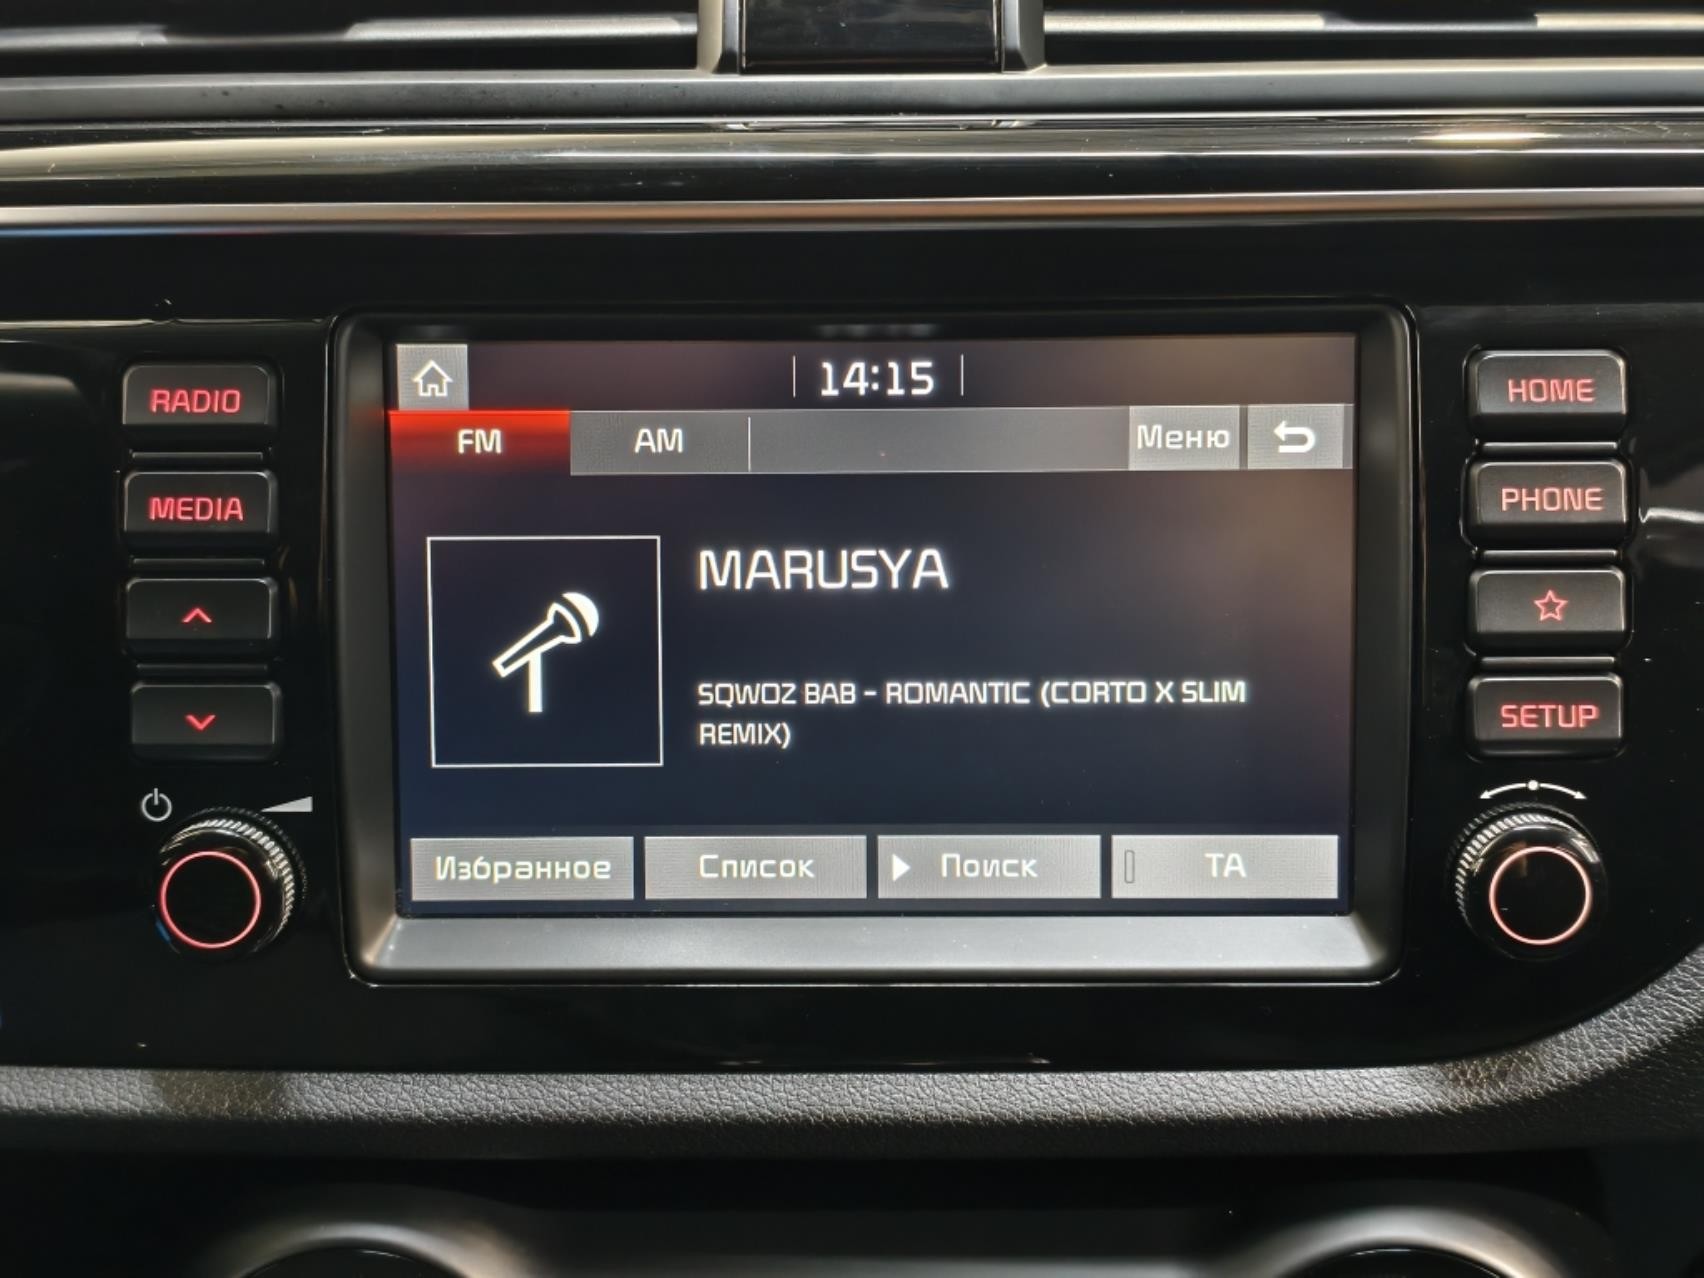 14:15
RADIO
HOME
FM
AM
Меню
MEDIA
PHONE
MARUSYA
SQWOZ BAB - ROMANTIC (CORTO X SLIM
REMIX)
SETUP
Избранное
Список
Поиск
TA